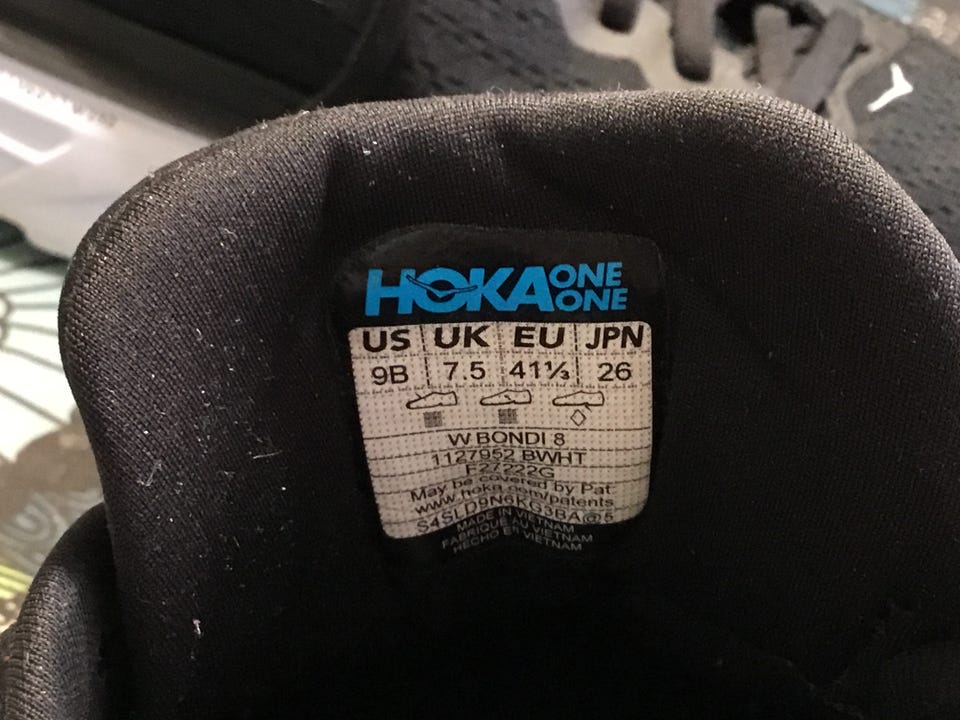 HOKA ONE ONE
US UK EU JPN
9B 7.5 41⅓ 26
W BONDI 8
1127952 BWHT
F27222G
May be covered by Pat.
www.hoka.com/patents
S4SLD9N6KG3BA@5
MADE IN VIETNAM
FABRIQUÉ AU VIETNAM
HECHO EN VIETNAM